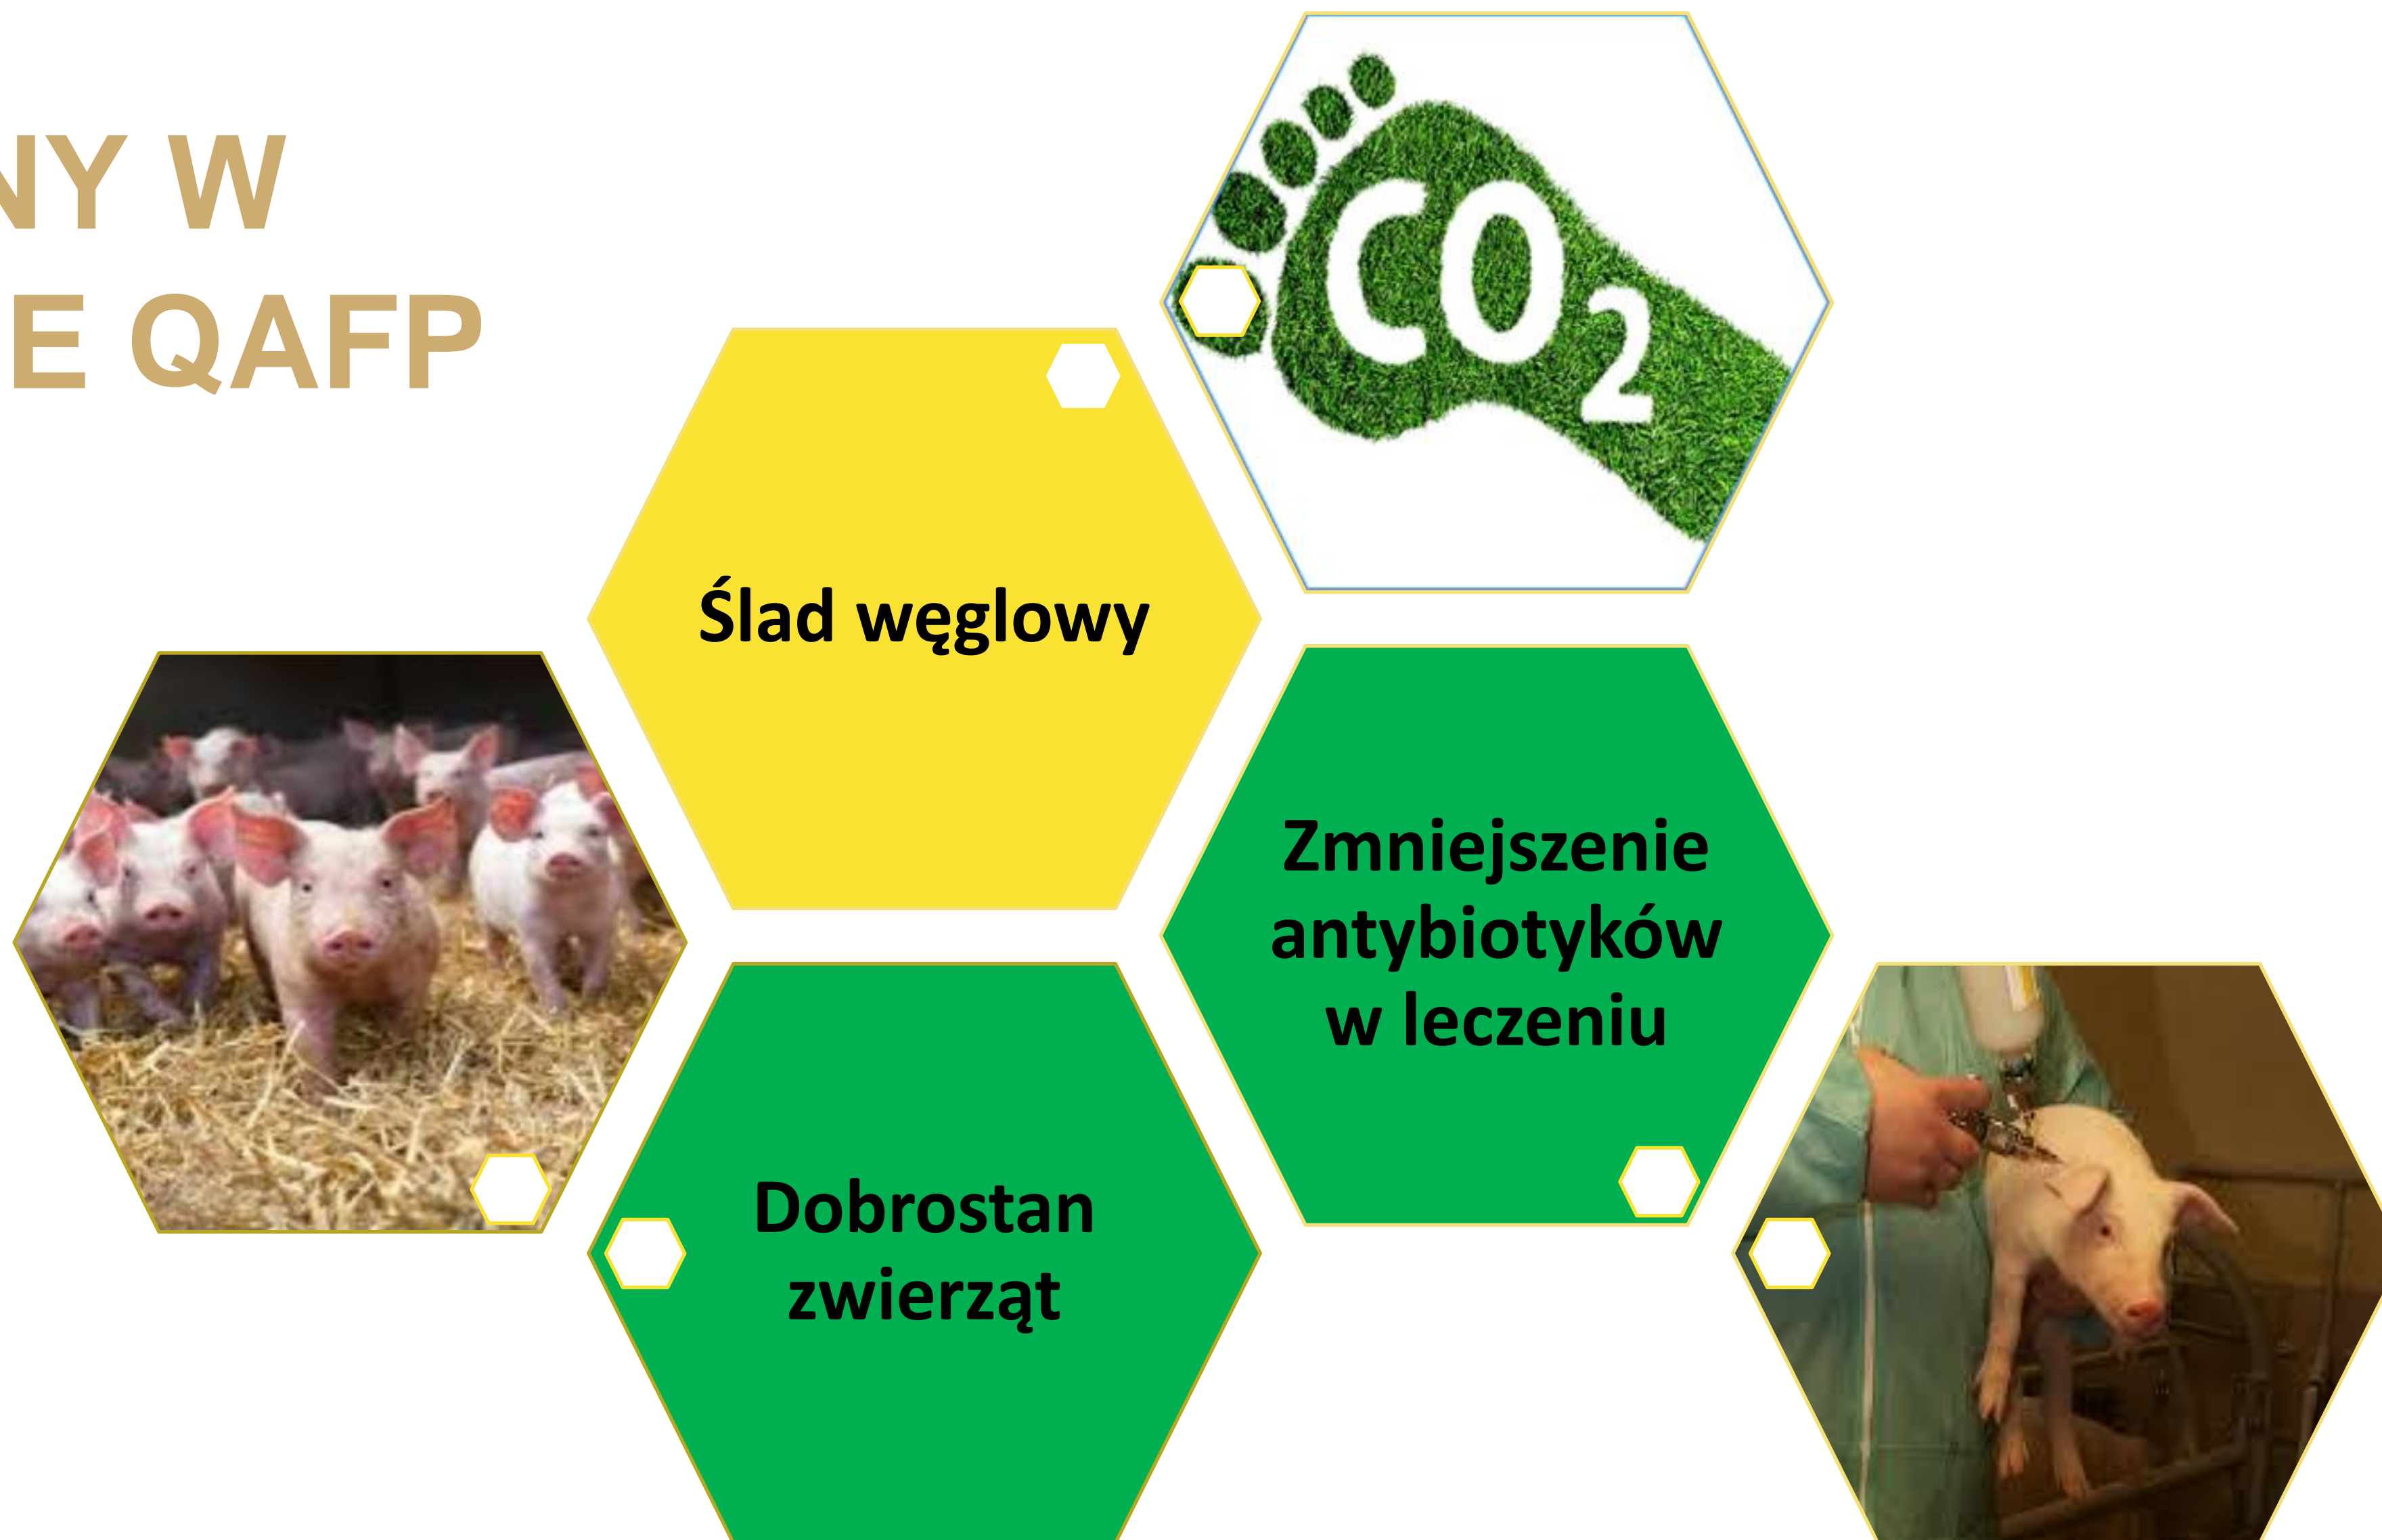 NY W
E QAFP
CO2
Ślad węglowy
Zmniejszenie
antybiotyków
w leczeniu
Dobrostan
zwierząt